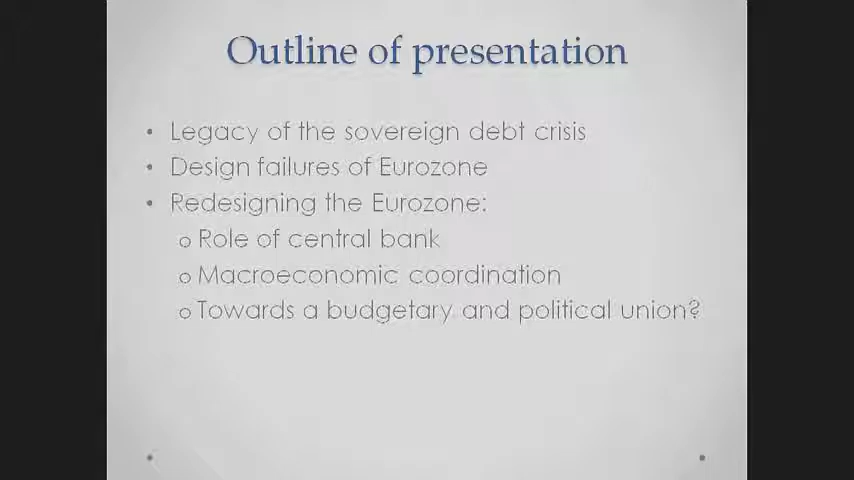 Outline of presentation
• Legacy of the sovereign debt crisis
• Design failures of Eurozone
• Redesigning the Eurozone:
o Role of central bank
o Macroeconomic coordination
o Towards a budgetary and political union?